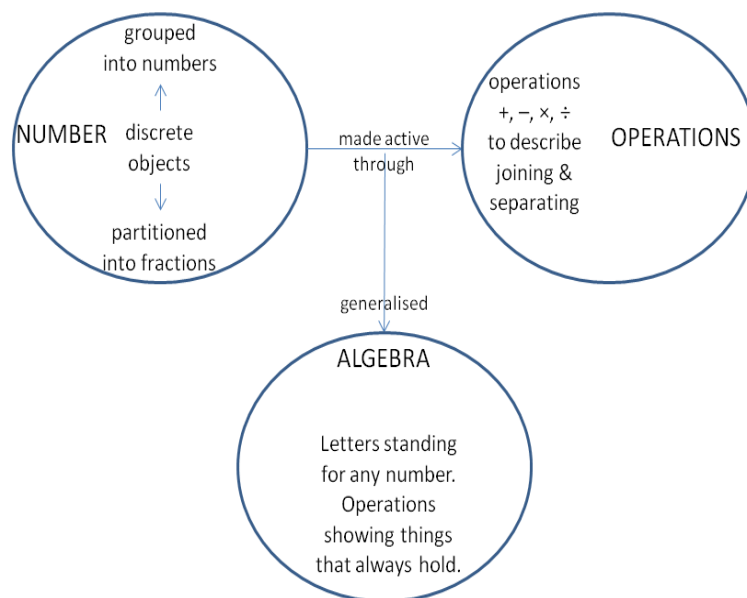 grouped
into numbers
NUMBER
discrete
objects
partitioned
into fractions
made active
through
operations
+, –, ×, ÷
to describe
joining &
separating
OPERATIONS
generalised
ALGEBRA
Letters standing
for any number.
Operations
showing things
that always hold.